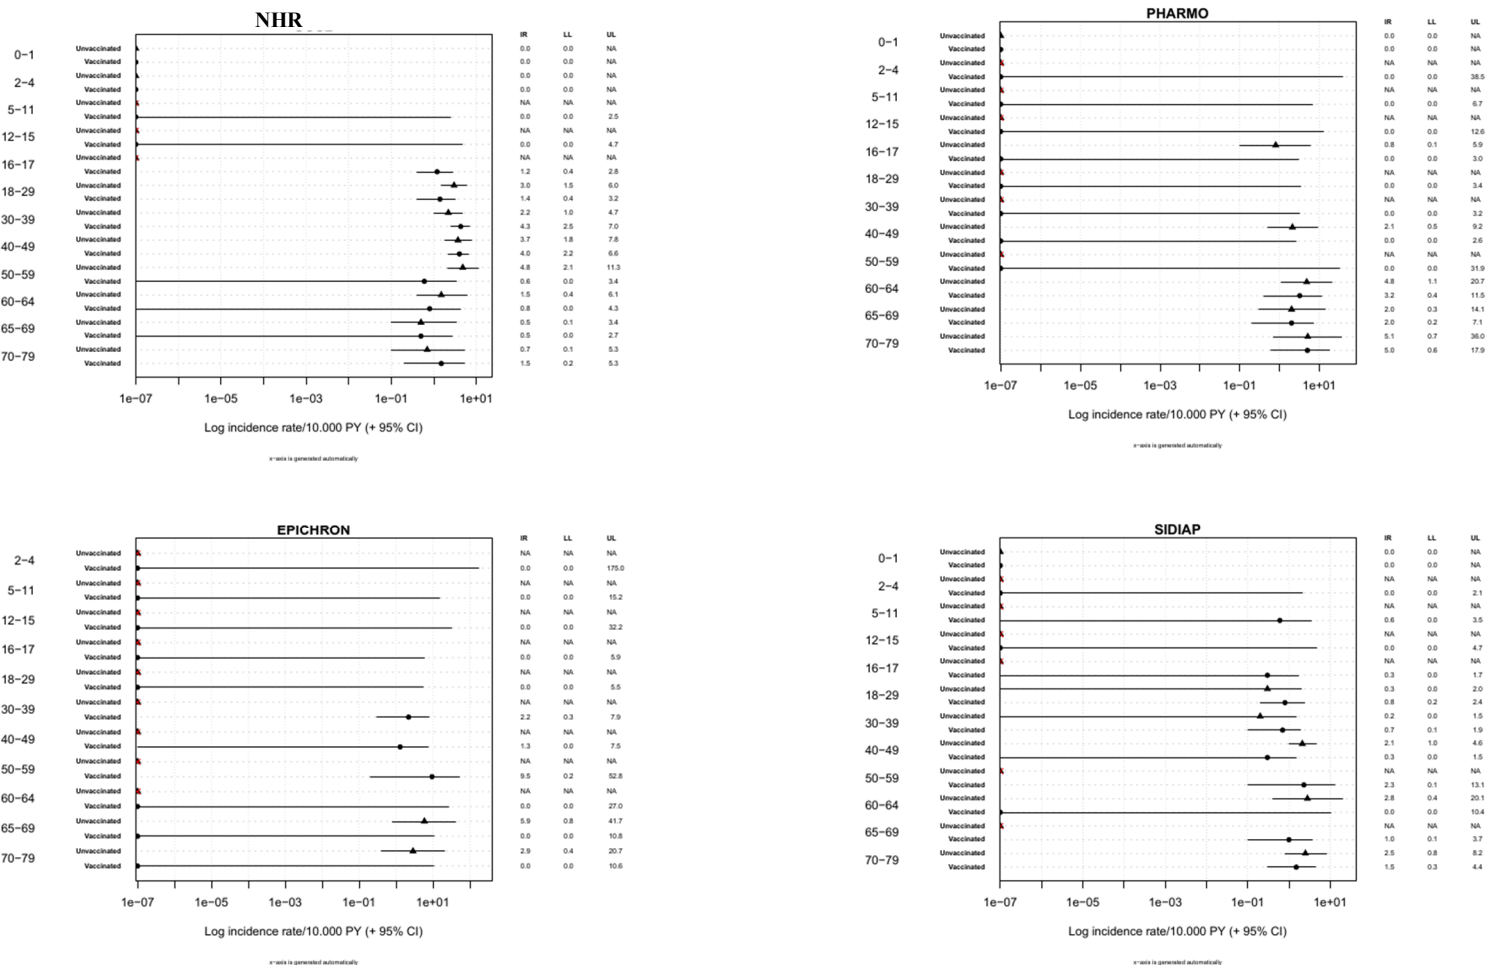 NHR
IR LL UL
0−1
Unvaccinated 0.0 0.0 NA
Vaccinated 0.0 0.0 NA
2−4
Unvaccinated 0.0 0.0 NA
Vaccinated 0.0 0.0 NA
5−11
Unvaccinated NA NA NA
Vaccinated 0.0 0.0 2.5
12−15
Unvaccinated NA NA NA
Vaccinated 0.0 0.0 4.7
16−17
Unvaccinated NA NA NA
Vaccinated 1.2 0.4 2.8
18−29
Unvaccinated 3.0 1.5 6.0
Vaccinated 1.4 0.4 3.2
30−39
Unvaccinated 2.2 1.0 4.7
Vaccinated 4.3 2.5 7.0
40−49
Unvaccinated 3.7 1.8 7.8
Vaccinated 4.0 2.2 6.6
50−59
Unvaccinated 4.8 2.1 11.3
Vaccinated 0.6 0.0 3.4
60−64
Unvaccinated 1.5 0.4 6.1
Vaccinated 0.8 0.0 4.3
65−69
Unvaccinated 0.5 0.1 3.4
Vaccinated 0.5 0.0 2.7
70−79
Unvaccinated 0.7 0.1 5.3
Vaccinated 1.5 0.2 5.3
1e−07 1e−05 1e−03 1e−01 1e+01
Log incidence rate/10.000 PY (+ 95% CI)
x−axis is generated automatically
PHARMO
IR LL UL
0−1
Unvaccinated 0.0 0.0 NA
Vaccinated 0.0 0.0 NA
2−4
Unvaccinated NA NA NA
Vaccinated 0.0 0.0 38.5
5−11
Unvaccinated NA NA NA
Vaccinated 0.0 0.0 6.7
12−15
Unvaccinated NA NA NA
Vaccinated 0.0 0.0 12.6
16−17
Unvaccinated 0.8 0.1 5.9
Vaccinated 0.0 0.0 3.0
18−29
Unvaccinated NA NA NA
Vaccinated 0.0 0.0 3.4
30−39
Unvaccinated NA NA NA
Vaccinated 0.0 0.0 3.2
40−49
Unvaccinated 2.1 0.5 9.2
Vaccinated 0.0 0.0 2.6
50−59
Unvaccinated NA NA NA
Vaccinated 0.0 0.0 31.9
60−64
Unvaccinated 4.8 1.1 20.7
Vaccinated 3.2 0.4 11.5
65−69
Unvaccinated 2.0 0.3 14.1
Vaccinated 2.0 0.2 7.1
70−79
Unvaccinated 5.1 0.7 36.0
Vaccinated 5.0 0.6 17.9
1e−07 1e−05 1e−03 1e−01 1e+01
Log incidence rate/10.000 PY (+ 95% CI)
x−axis is generated automatically
EPICHRON
IR LL UL
2−4
Unvaccinated NA NA NA
Vaccinated 0.0 0.0 175.0
5−11
Unvaccinated NA NA NA
Vaccinated 0.0 0.0 15.2
12−15
Unvaccinated NA NA NA
Vaccinated 0.0 0.0 32.2
16−17
Unvaccinated NA NA NA
Vaccinated 0.0 0.0 5.9
18−29
Unvaccinated NA NA NA
Vaccinated 0.0 0.0 5.5
30−39
Unvaccinated NA NA NA
Vaccinated 2.2 0.3 7.9
40−49
Unvaccinated NA NA NA
Vaccinated 1.3 0.0 7.5
50−59
Unvaccinated NA NA NA
Vaccinated 9.5 0.2 52.8
60−64
Unvaccinated NA NA NA
Vaccinated 0.0 0.0 27.0
65−69
Unvaccinated 5.9 0.8 41.7
Vaccinated 0.0 0.0 10.8
70−79
Unvaccinated 2.9 0.4 20.7
Vaccinated 0.0 0.0 10.6
1e−07 1e−05 1e−03 1e−01 1e+01
Log incidence rate/10.000 PY (+ 95% CI)
x−axis is generated automatically
SIDIAP
IR LL UL
0−1
Unvaccinated 0.0 0.0 NA
Vaccinated 0.0 0.0 NA
2−4
Unvaccinated NA NA NA
Vaccinated 0.0 0.0 2.1
5−11
Unvaccinated NA NA NA
Vaccinated 0.6 0.0 3.5
12−15
Unvaccinated NA NA NA
Vaccinated 0.0 0.0 4.7
16−17
Unvaccinated NA NA NA
Vaccinated 0.3 0.0 1.7
18−29
Unvaccinated 0.3 0.0 2.0
Vaccinated 0.8 0.2 2.4
30−39
Unvaccinated 0.2 0.0 1.5
Vaccinated 0.7 0.1 1.9
40−49
Unvaccinated 2.1 1.0 4.6
Vaccinated 0.3 0.0 1.5
50−59
Unvaccinated NA NA NA
Vaccinated 2.3 0.1 13.1
60−64
Unvaccinated 2.8 0.4 20.1
Vaccinated 0.0 0.0 10.4
65−69
Unvaccinated NA NA NA
Vaccinated 1.0 0.1 3.7
70−79
Unvaccinated 2.5 0.8 8.2
Vaccinated 1.5 0.3 4.4
1e−07 1e−05 1e−03 1e−01 1e+01
Log incidence rate/10.000 PY (+ 95% CI)
x−axis is generated automatically